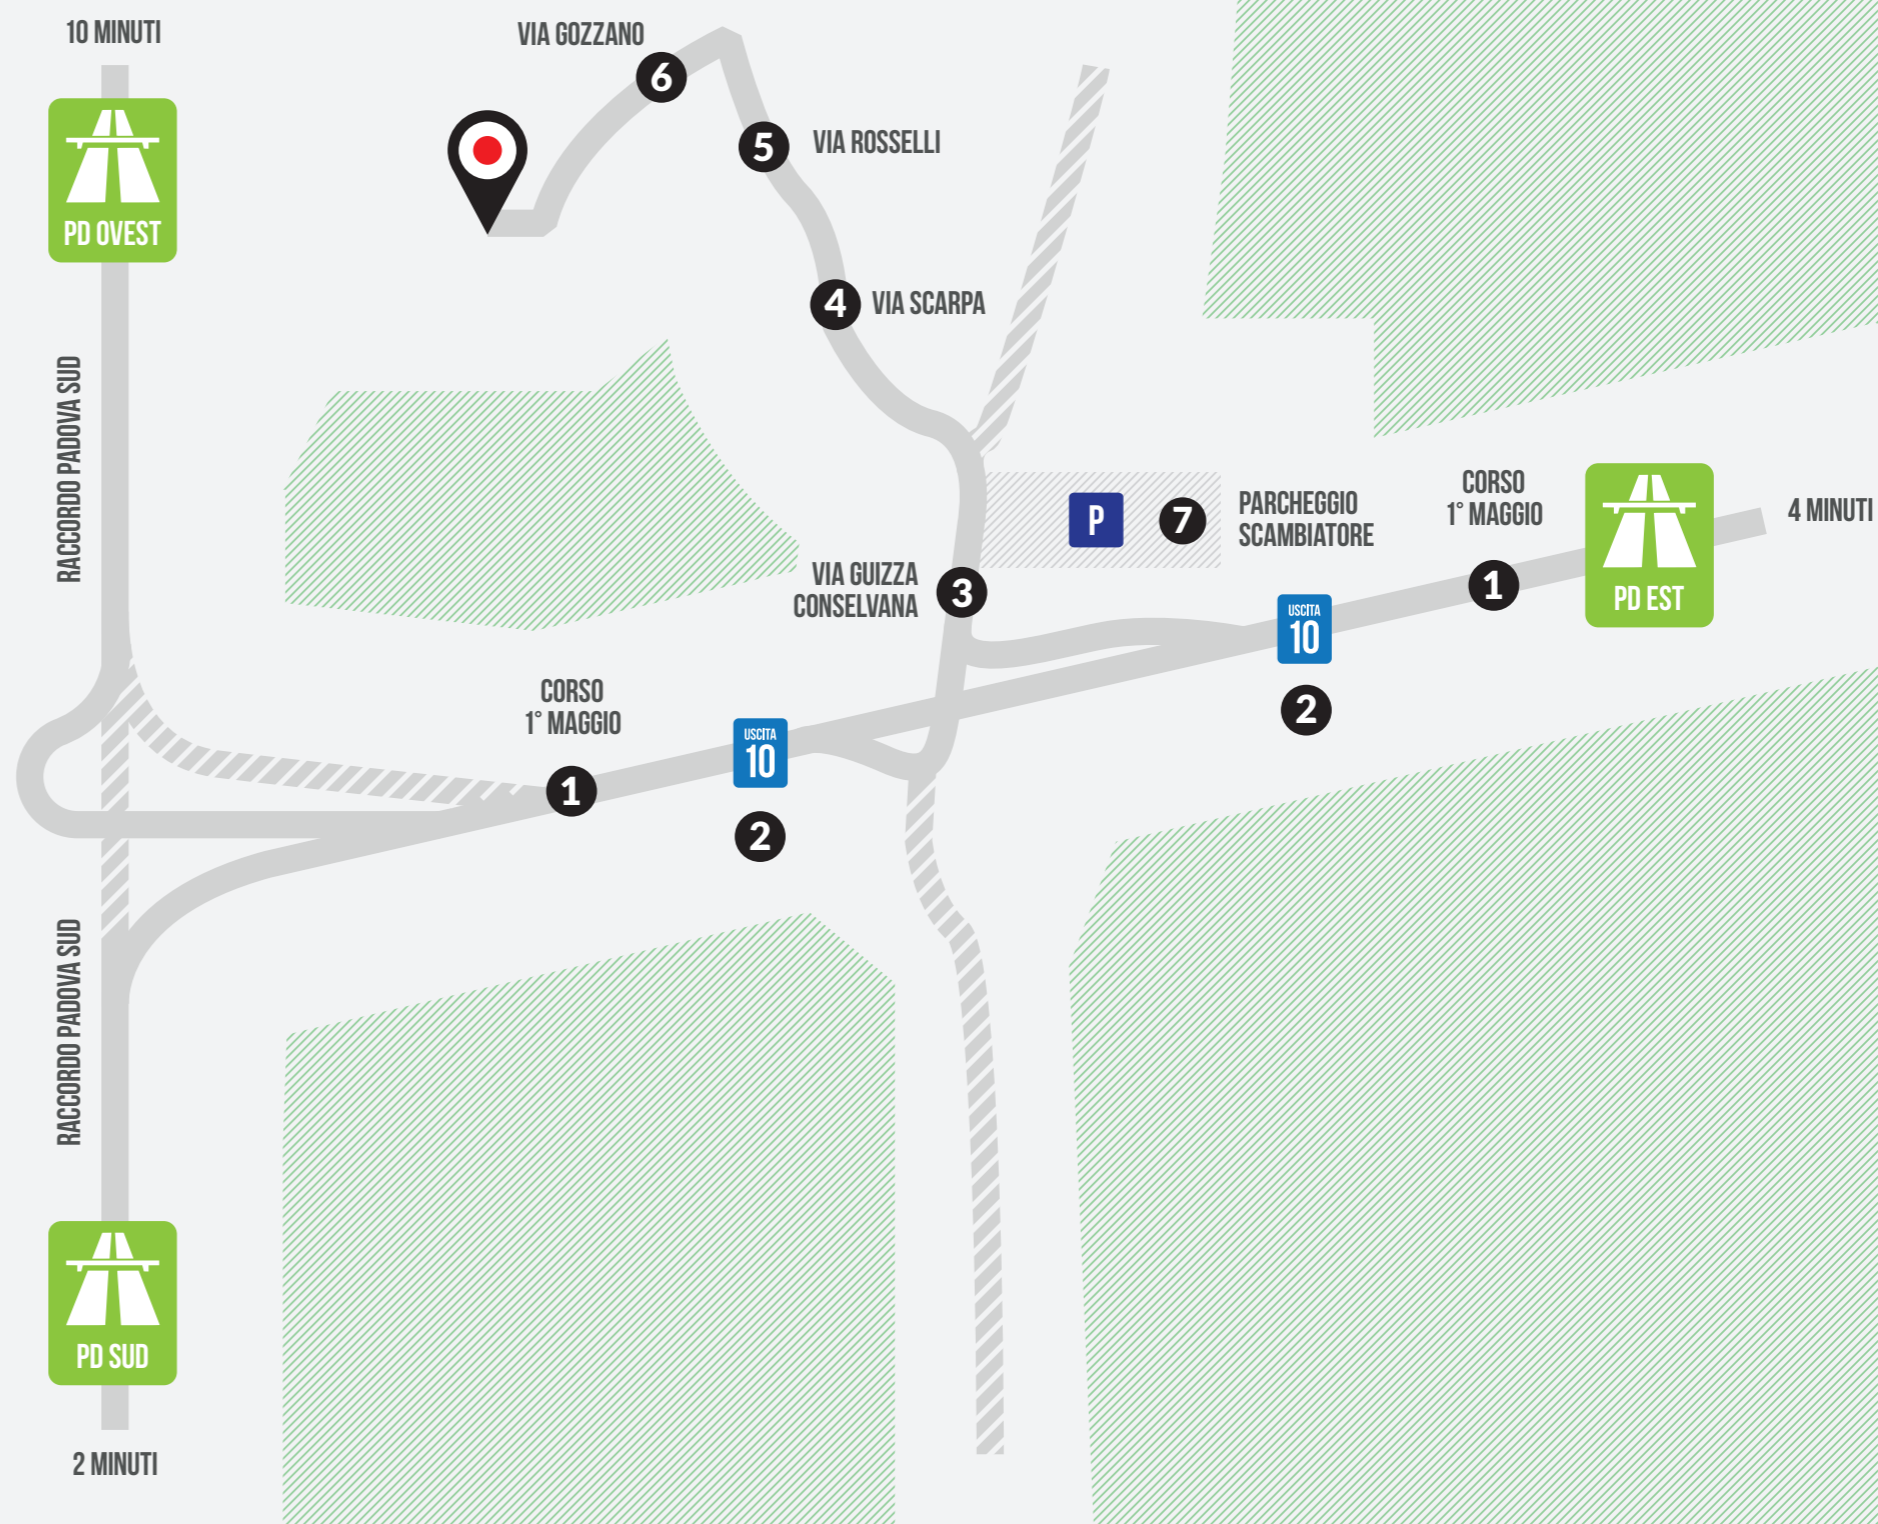 10 MINUTI
PD OVEST
VIA GOZZANO
6
5
VIA ROSSELLI
4
VIA SCARPA
RACCORDO PADOVA SUD
P
7
PARCHEGGIO
SCAMBIATORE
CORSO
1° MAGGIO
1
PD EST
4 MINUTI
VIA GUIZZA
CONSELVANA
3
USCITA
10
2
CORSO
1° MAGGIO
1
USCITA
10
2
RACCORDO PADOVA SUD
PD SUD
2 MINUTI